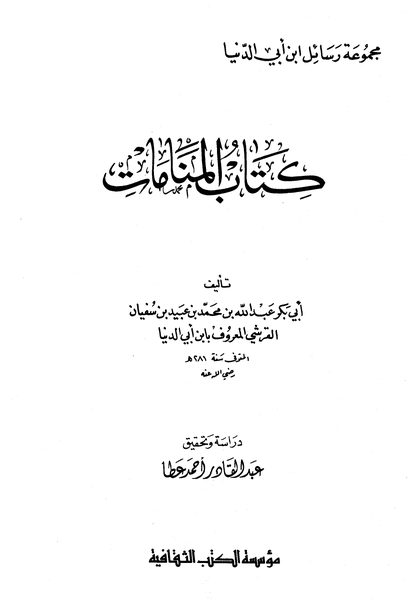 مجموعة رسائل ابن أبي الدنيا
كتاب المنامات
تأليف
أبي بكر عبد الله بن محمد بن عبيد بن سفيان
القرشي المعروف بابن أبي الدنيا
المتوفى سنة ٢٨١ هـ
رضي الله عنه
دراسة وتحقيق
عبد القادر أحمد عطا
مؤسسة الكتب الثقافية